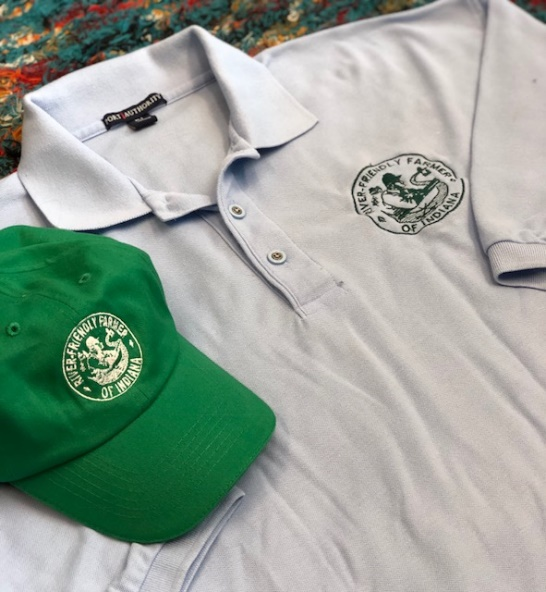 PORT AUTHORITY
RIVER-FRIENDLY FARMER
OF INDIANA
RIVER-FRIENDLY FARMER
OF INDIANA